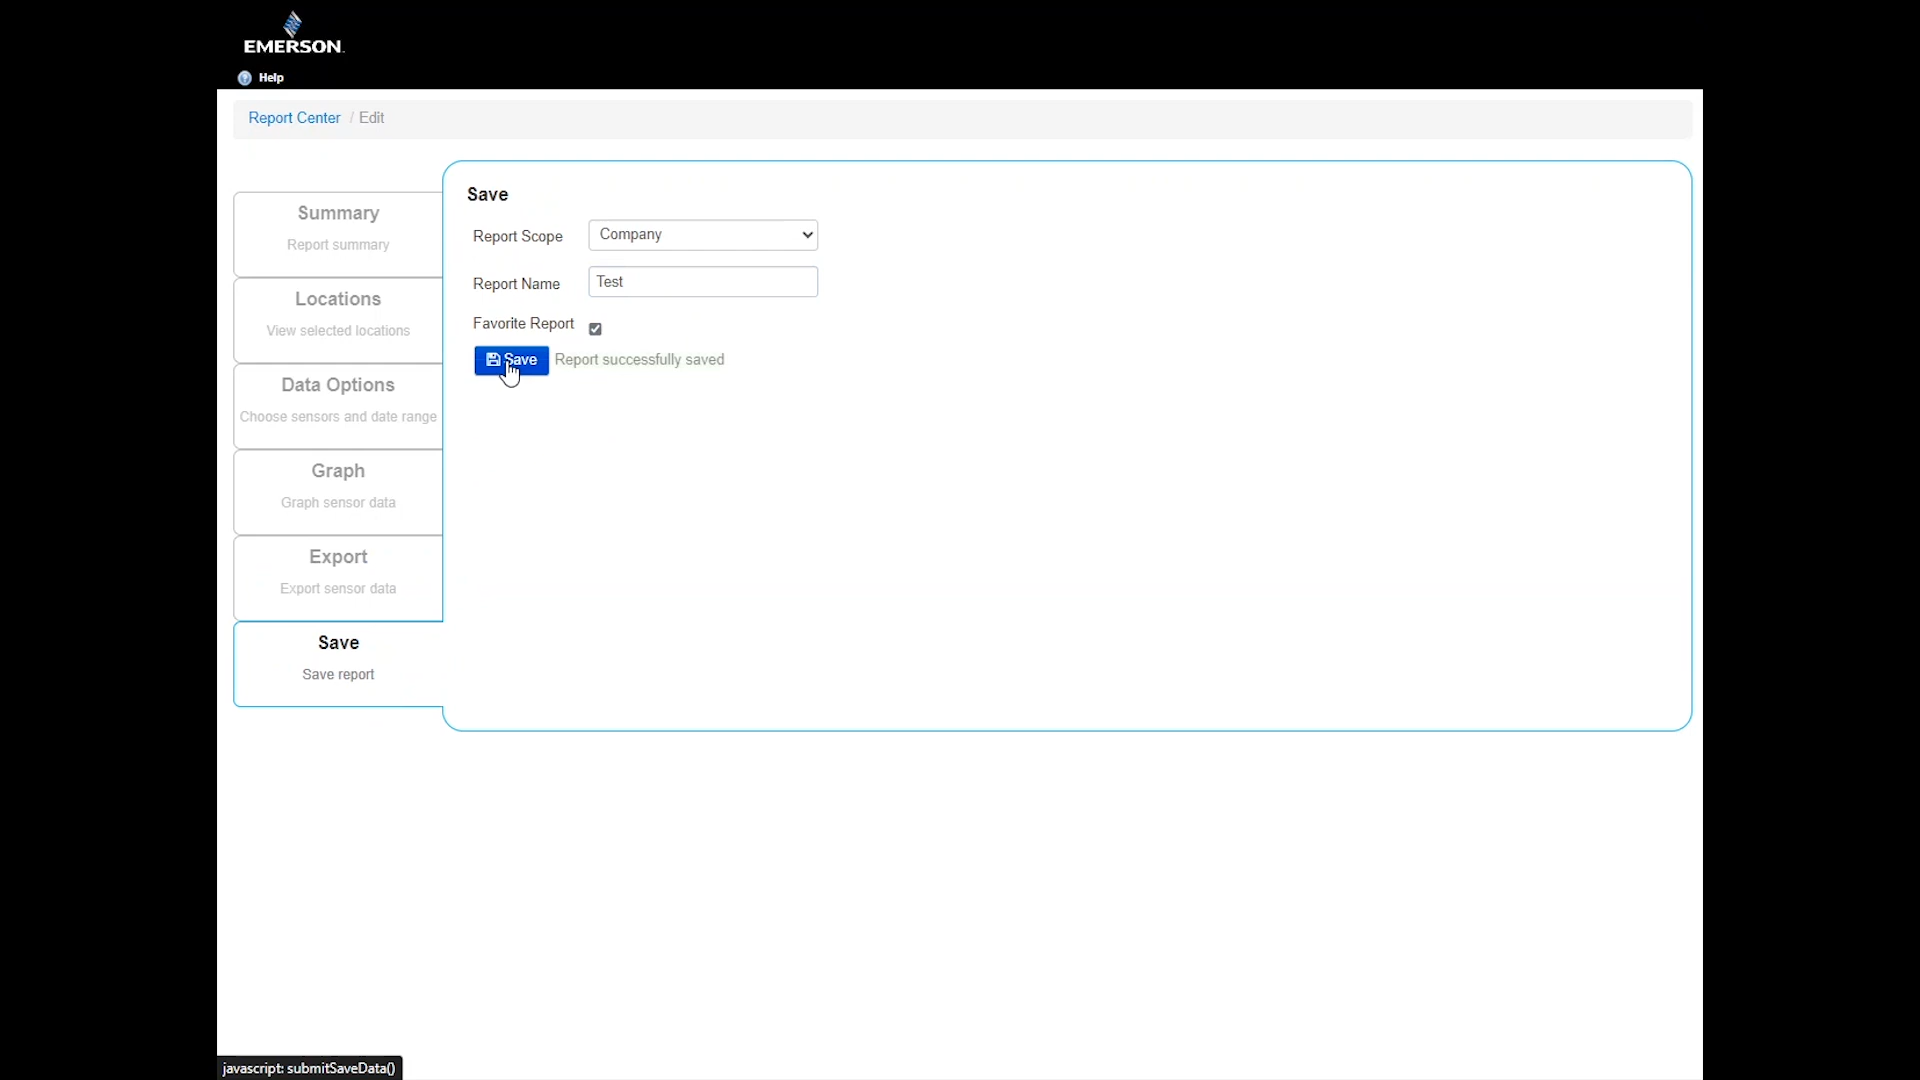 EMERSON
Help
Report Center / Edit
Summary
Report summary
Locations
View selected locations
Data Options
Choose sensors and date range
Graph
Graph sensor data
Export
Export sensor data
Save
Save report
Save
Report Scope Company
Report Name Test
Favorite Report
Save Report successfully saved
javascript: submitSaveData()